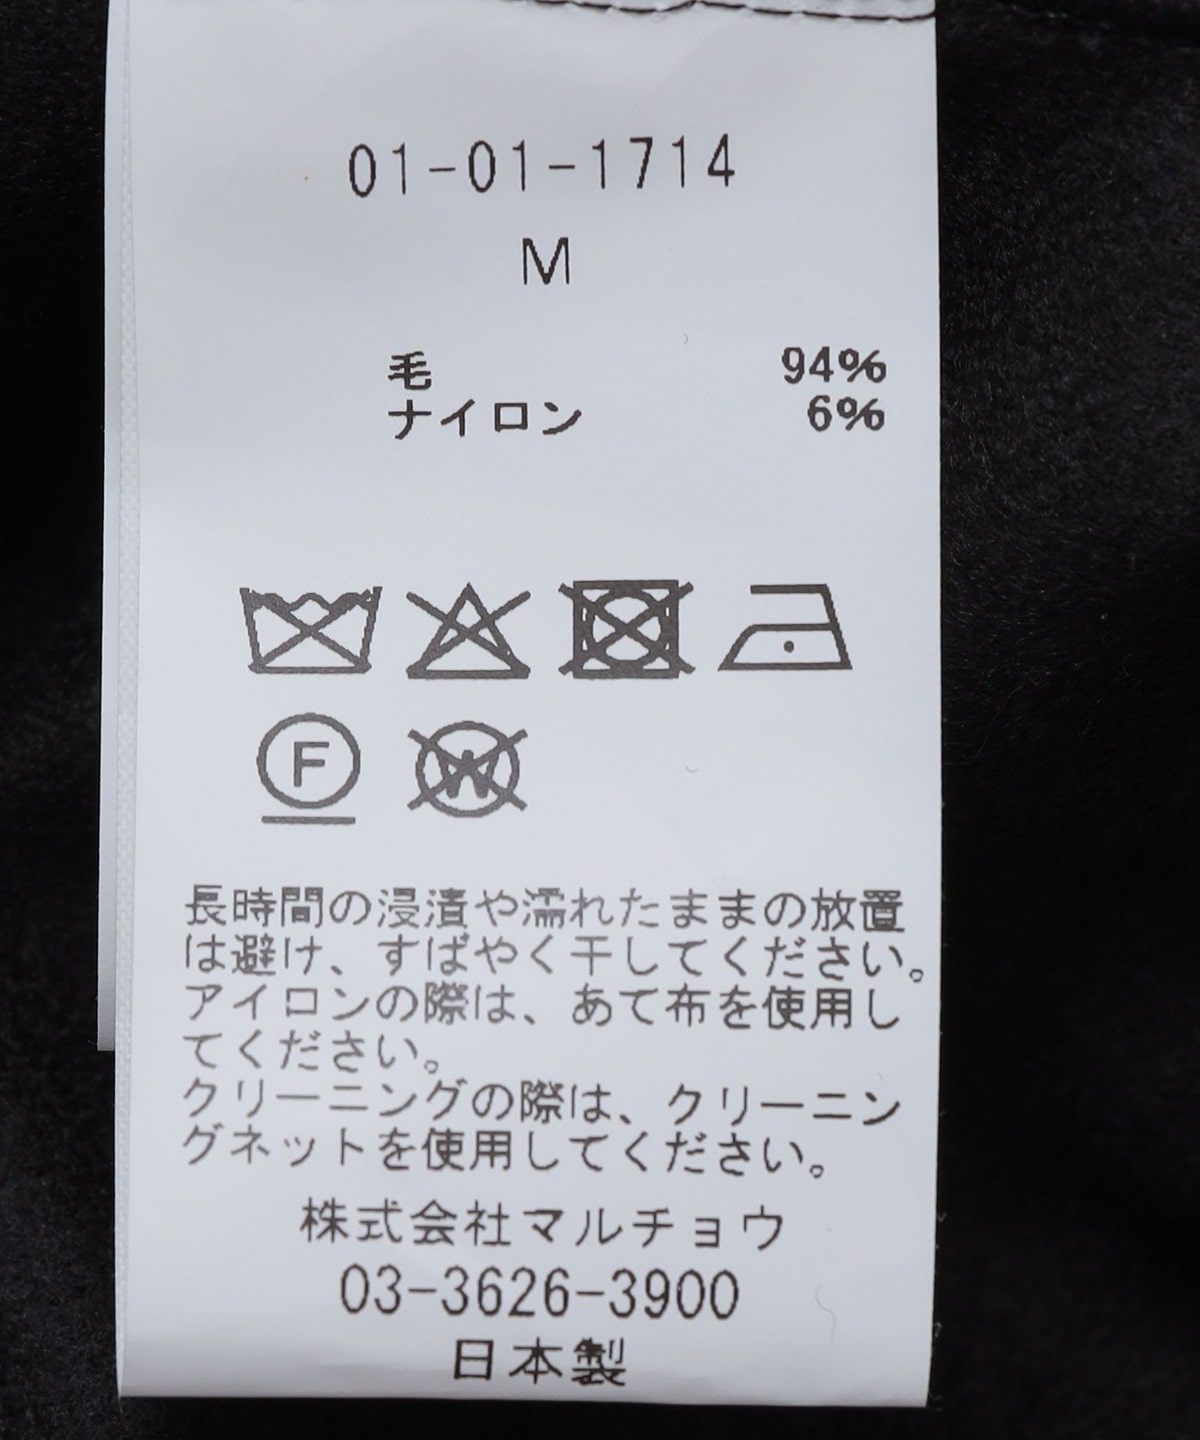 01-01-1714
M
毛 94%
ナイロン 6%
F W
長時間の浸漬や濡れたままの放置
は避け、すばやく干してください。
アイロンの際は、あて布を使用し
てください。
クリーニングの際は、クリーニン
グネットを使用してください。
株式会社マルチョウ
03-3626-3900
日本製